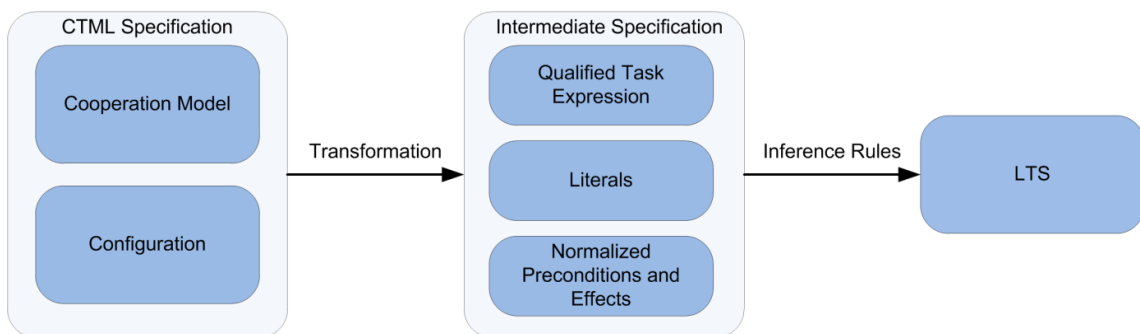 CTML Specification
Cooperation Model
Configuration
Transformation
Intermediate Specification
Qualified Task
Expression
Literals
Normalized
Preconditions and
Effects
Inference Rules
LTS